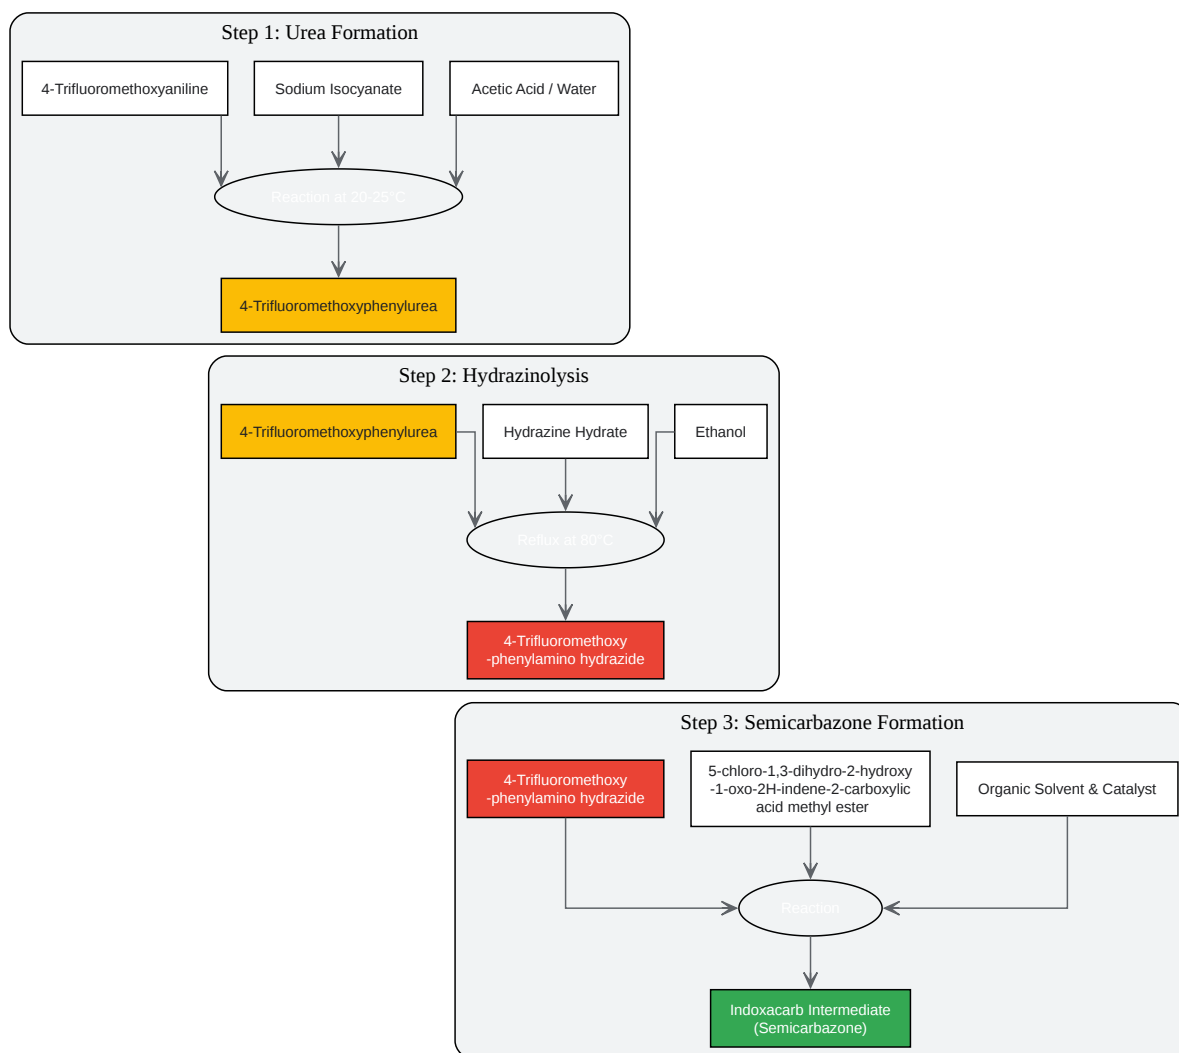 Step 1: Urea Formation
4-Trifluoromethoxyaniline
Sodium Isocyanate
Acetic Acid / Water
Reaction at 20-25°C
4-Trifluoromethoxyphenylurea
Step 2: Hydrazinolysis
4-Trifluoromethoxyphenylurea
Hydrazine Hydrate
Ethanol
Reflux at 80°C
4-Trifluoromethoxy
-phenylamino hydrazide
Step 3: Semicarbazone Formation
4-Trifluoromethoxy
-phenylamino hydrazide
5-chloro-1,3-dihydro-2-hydroxy
-1-oxo-2H-indene-2-carboxylic
acid methyl ester
Organic Solvent & Catalyst
Reaction
Indoxacarb Intermediate
(Semicarbazone)